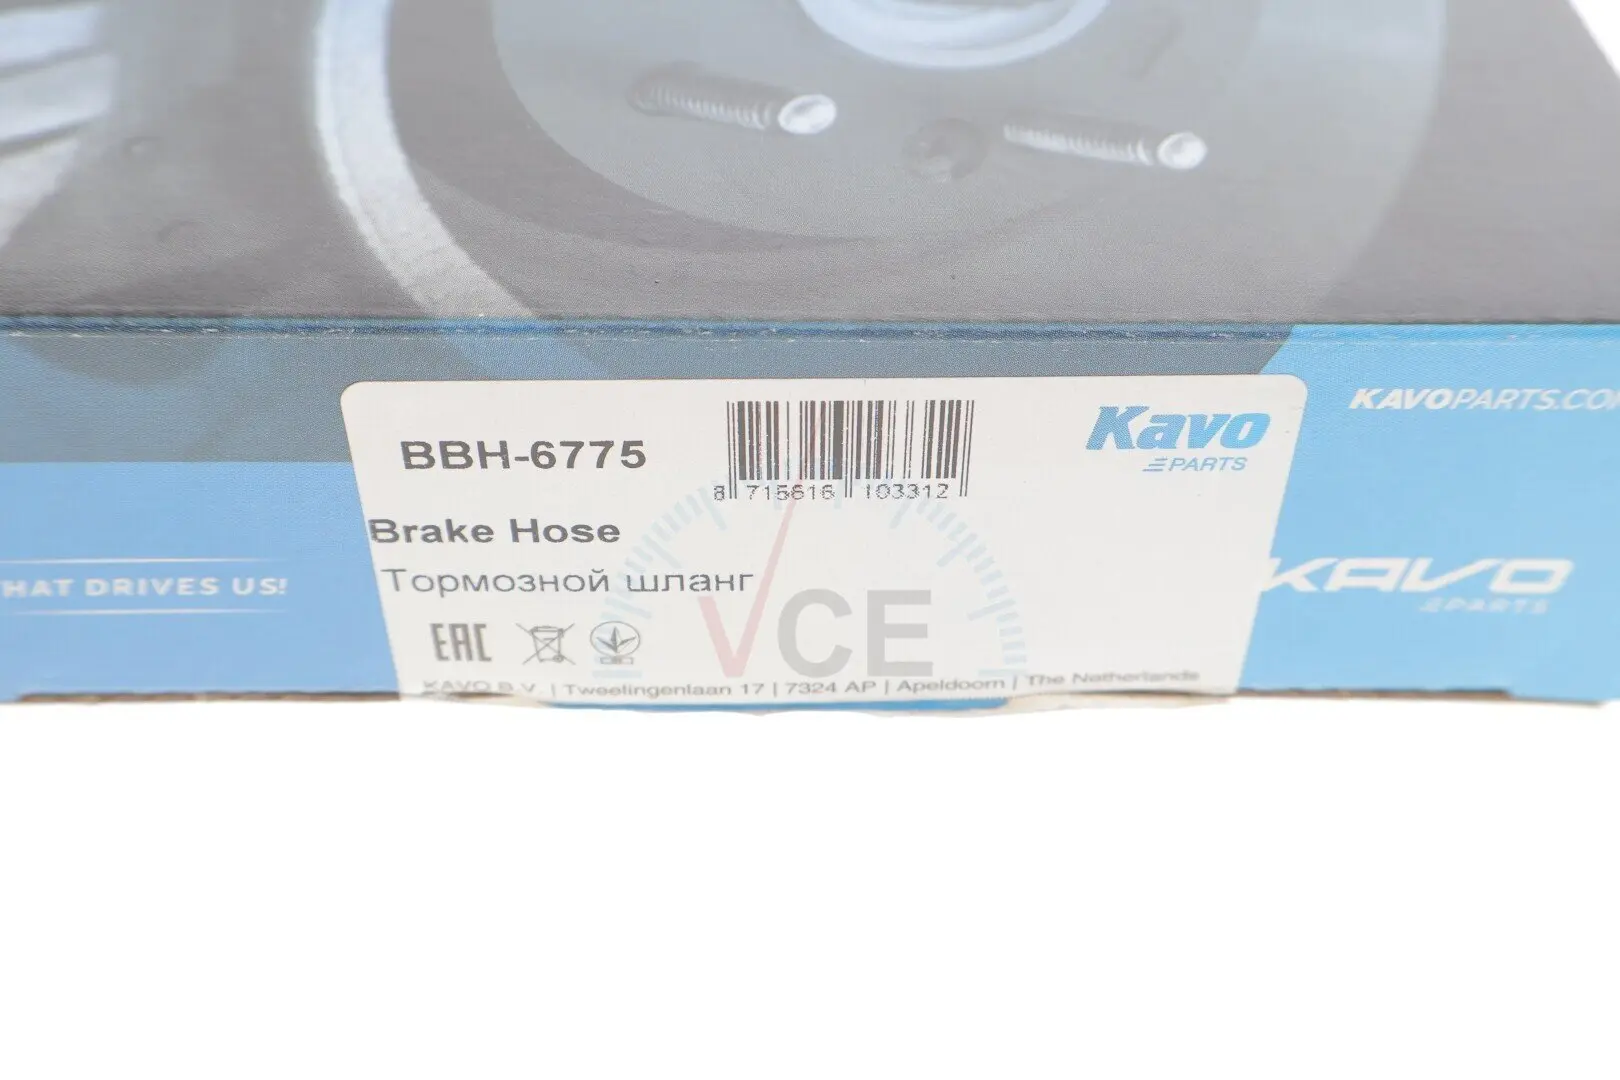 BBH-6775
8 715616 103312
Kavo
PARTS
KAVOPARTS.CO
Brake Hose
Тормозной шланг
HAT DRIVES US!
KAVO
PARTS
VCE
EAC
KAVO B.V. | Tweelingenlaan 17 | 7324 AP | Apeldoorn | The Netherlands